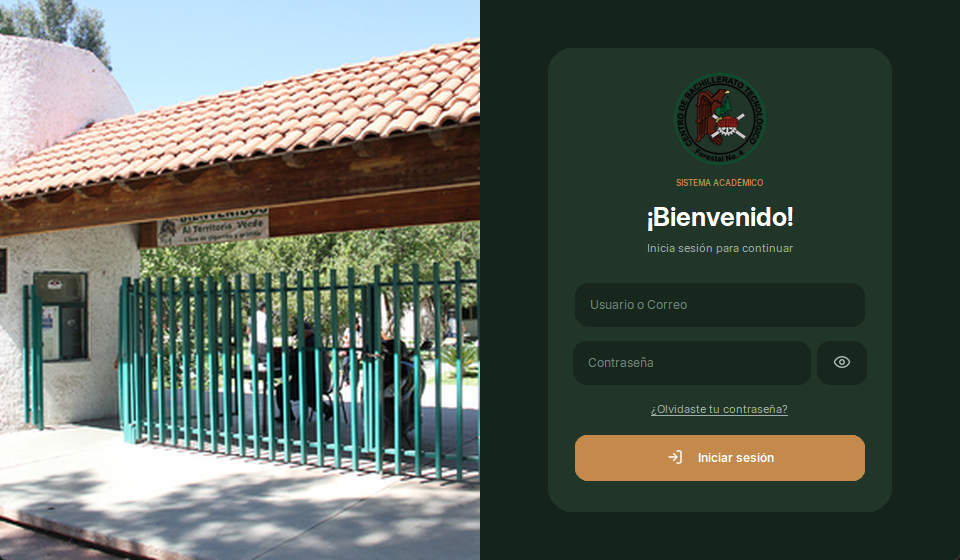 BIENVENIDOS
Al Territorio Verde
CENTRO DE BACHILLERATO TECNOLÓGICO
Forestal No. 4
SISTEMA ACADÉMICO
¡Bienvenido!
Inicia sesión para continuar
Usuario o Correo
Contraseña
¿Olvidaste tu contraseña?
Iniciar sesión